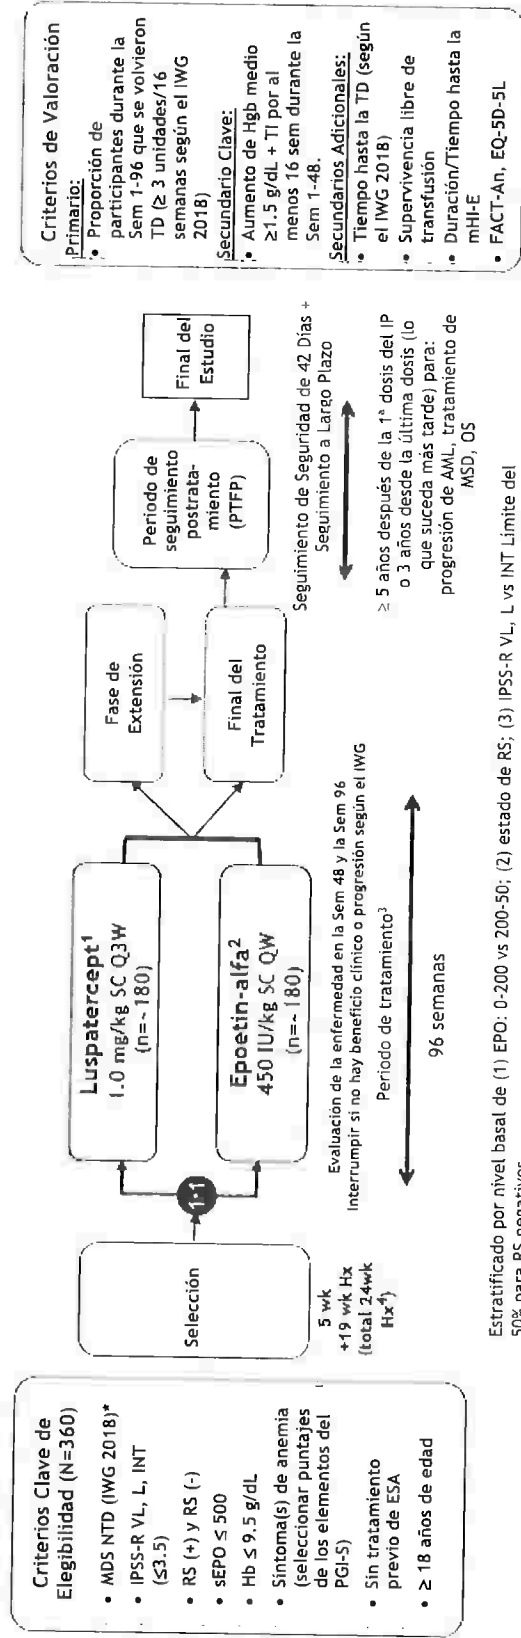 Criterios Clave de
Elegibilidad (N=360)
• MDS NTD (IWG 2018)*
• IPSS-R VL, L, INT
(≤3.5)
• RS (+) y RS (-)
• sEPO ≤ 500
• Hb ≤ 9.5 g/dL
• Síntoma(s) de anemia
(seleccionar puntajes
de los elementos del
PGI-S)
• Sin tratamiento
previo de ESA
• ≥ 18 años de edad
Selección
5 wk
+19 wk Hx
(total 24wk
Hx⁴)
1:1
Luspatercept¹
1.0 mg/kg SC Q3W
(n=~180)
Epoetin-alfa²
450 IU/kg SC QW
(n=~180)
Evaluación de la enfermedad en la Sem 48 y la Sem 96
Interrumpir si no hay beneficio clínico o progresión según el IWG
Periodo de tratamiento³
96 semanas
Fase de
Extensión
Final del
Tratamiento
Periodo de
seguimiento
postrata-
miento
(PTFP)
Final del
Estudio
Seguimiento de Seguridad de 42 Días +
Seguimiento a Largo Plazo
≥ 5 años después de la 1ª dosis del IP
o 3 años desde la última dosis (lo
que suceda más tarde) para:
progresión de AML, tratamiento de
MSD, OS
Criterios de Valoración
Primario:
• Proporción de
participantes durante la
Sem 1-96 que se volvieron
TD (≥ 3 unidades/16
semanas según el IWG
2018)
Secundario Clave:
• Aumento de Hgb medio
≥1.5 g/dL + TI por al
menos 16 sem durante la
Sem 1-48.
Secundarios Adicionales:
• Tiempo hasta la TD (según
el IWG 2018)
• Supervivencia libre de
transfusión
• Duración/Tiempo hasta la
mHI-E
• FACT-An, EQ-5D-5L
Estratificado por nivel basal de (1) EPO: 0-200 vs 200-50; (2) estado de RS; (3) IPSS-R VL, L vs INT Límite del
50% para RS negativos